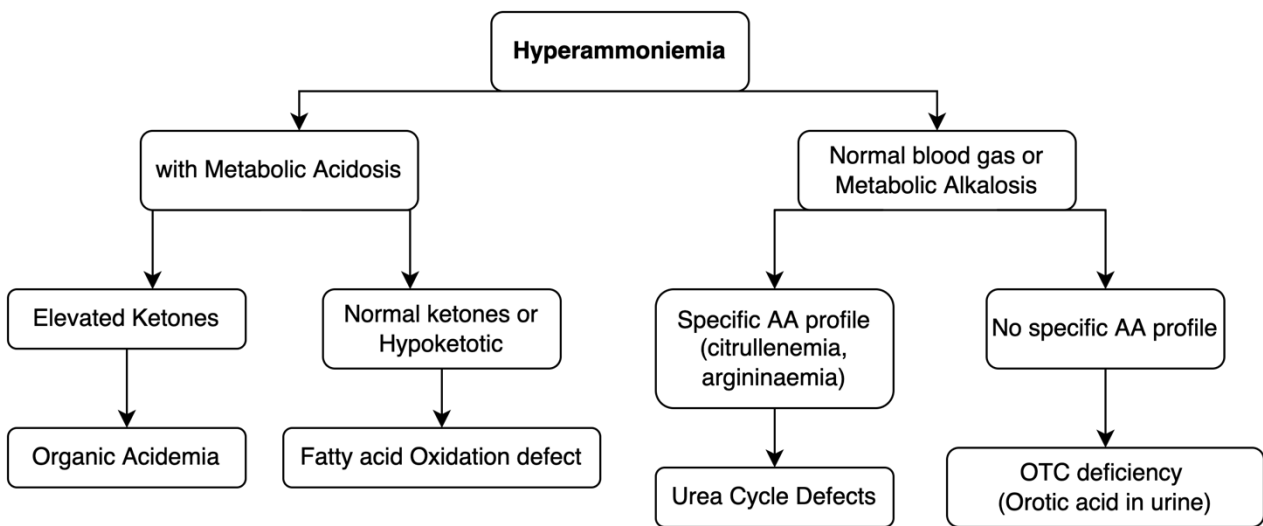 Hyperammoniemia
with Metabolic Acidosis
Normal blood gas or
Metabolic Alkalosis
Elevated Ketones
Normal ketones or
Hypoketotic
Specific AA profile
(citrullenemia,
argininaemia)
No specific AA profile
Organic Acidemia
Fatty acid Oxidation defect
Urea Cycle Defects
OTC deficiency
(Orotic acid in urine)